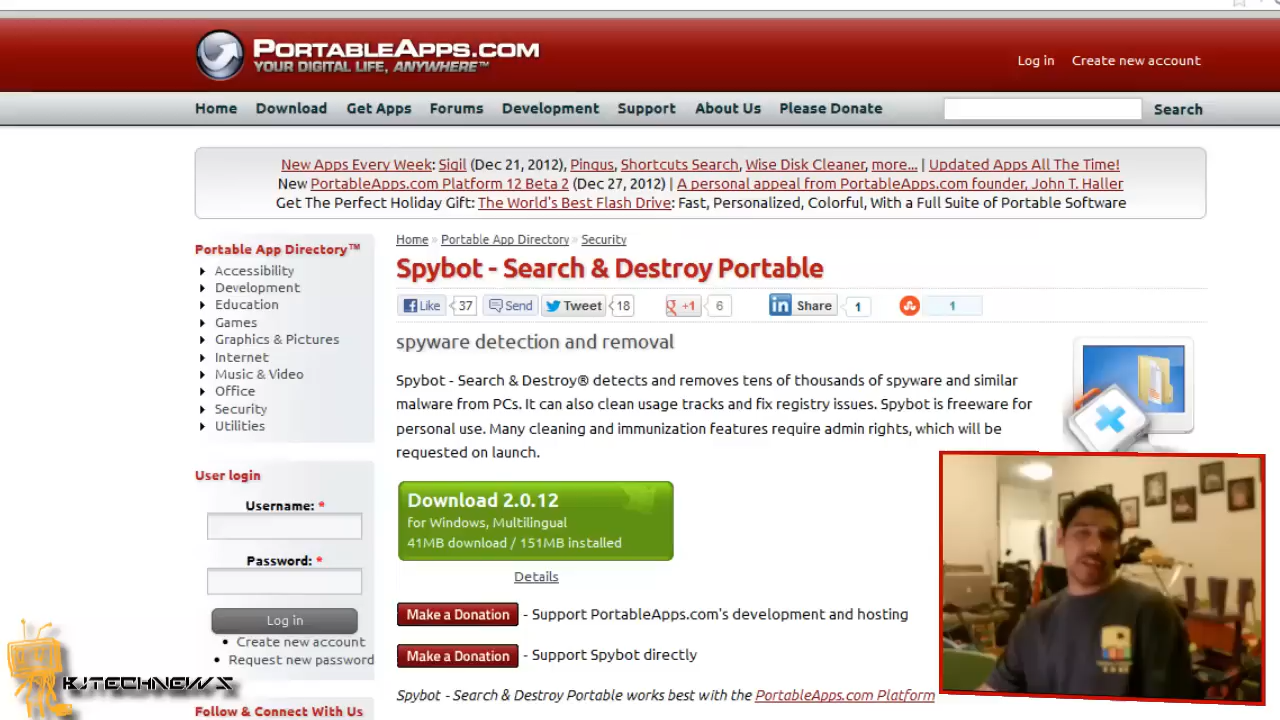 PORTABLEAPPS.COM
YOUR DIGITAL LIFE, ANYWHERE™
Log in Create new account
Home Download Get Apps Forums Development Support About Us Please Donate Search
New Apps Every Week: Sigil (Dec 21, 2012), Pingus, Shortcuts Search, Wise Disk Cleaner, more... | Updated Apps All The Time!
New PortableApps.com Platform 12 Beta 2 (Dec 27, 2012) | A personal appeal from PortableApps.com founder, John T. Haller
Get The Perfect Holiday Gift: The World's Best Flash Drive: Fast, Personalized, Colorful, With a Full Suite of Portable Software
Portable App Directory™
Accessibility
Development
Education
Games
Graphics & Pictures
Internet
Music & Video
Office
Security
Utilities
User login
Username: *
Password: *
Log in
Create new account
Request new password
Follow & Connect With Us
Home » Portable App Directory » Security
Spybot - Search & Destroy Portable
Like 37 Send Tweet 18 +1 6 in Share 1 1
spyware detection and removal
Spybot - Search & Destroy® detects and removes tens of thousands of spyware and similar
malware from PCs. It can also clean usage tracks and fix registry issues. Spybot is freeware for
personal use. Many cleaning and immunization features require admin rights, which will be
requested on launch.
Download 2.0.12
for Windows, Multilingual
41MB download / 151MB installed
Details
Make a Donation - Support PortableApps.com's development and hosting
Make a Donation - Support Spybot directly
Spybot - Search & Destroy Portable works best with the PortableApps.com Platform
KJTECHNEWS